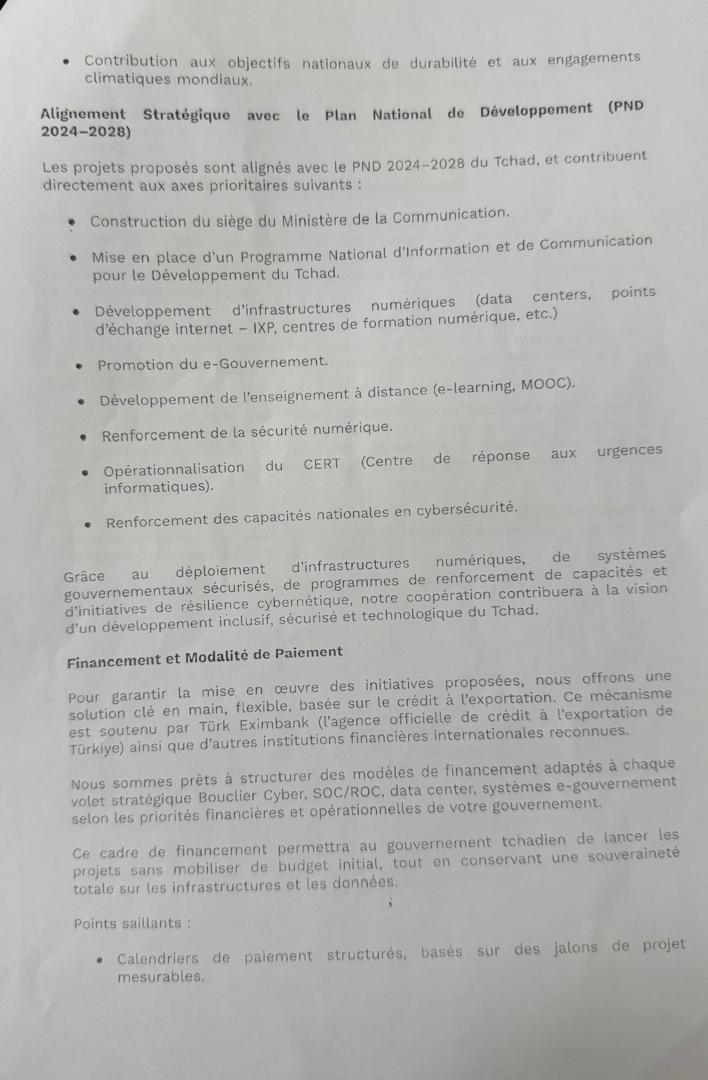 • Contribution aux objectifs nationaux de durabilité et aux engagements
climatiques mondiaux.
Alignement Stratégique avec le Plan National de Développement (PND
2024–2028)
Les projets proposés sont alignés avec le PND 2024–2028 du Tchad, et contribuent
directement aux axes prioritaires suivants :
• Construction du siège du Ministère de la Communication.
• Mise en place d'un Programme National d'Information et de Communication
pour le Développement du Tchad.
• Développement d'infrastructures numériques (data centers, points
d'échange internet – IXP, centres de formation numérique, etc.)
• Promotion du e-Gouvernement.
• Développement de l'enseignement à distance (e-learning, MOOC).
• Renforcement de la sécurité numérique.
• Opérationnalisation du CERT (Centre de réponse aux urgences
informatiques).
• Renforcement des capacités nationales en cybersécurité.
Grâce au déploiement d'infrastructures numériques, de systèmes
gouvernementaux sécurisés, de programmes de renforcement de capacités et
d'initiatives de résilience cybernétique, notre coopération contribuera à la vision
d'un développement inclusif, sécurisé et technologique du Tchad.
Financement et Modalité de Paiement
Pour garantir la mise en œuvre des initiatives proposées, nous offrons une
solution clé en main, flexible, basée sur le crédit à l'exportation. Ce mécanisme
est soutenu par Türk Eximbank (l'agence officielle de crédit à l'exportation de
Türkiye) ainsi que d'autres institutions financières internationales reconnues.
Nous sommes prêts à structurer des modèles de financement adaptés à chaque
volet stratégique Bouclier Cyber, SOC/ROC, data center, systèmes e-gouvernement
selon les priorités financières et opérationnelles de votre gouvernement.
Ce cadre de financement permettra au gouvernement tchadien de lancer les
projets sans mobiliser de budget initial, tout en conservant une souveraineté
totale sur les infrastructures et les données.
Points saillants :
• Calendriers de paiement structurés, basés sur des jalons de projet
mesurables.